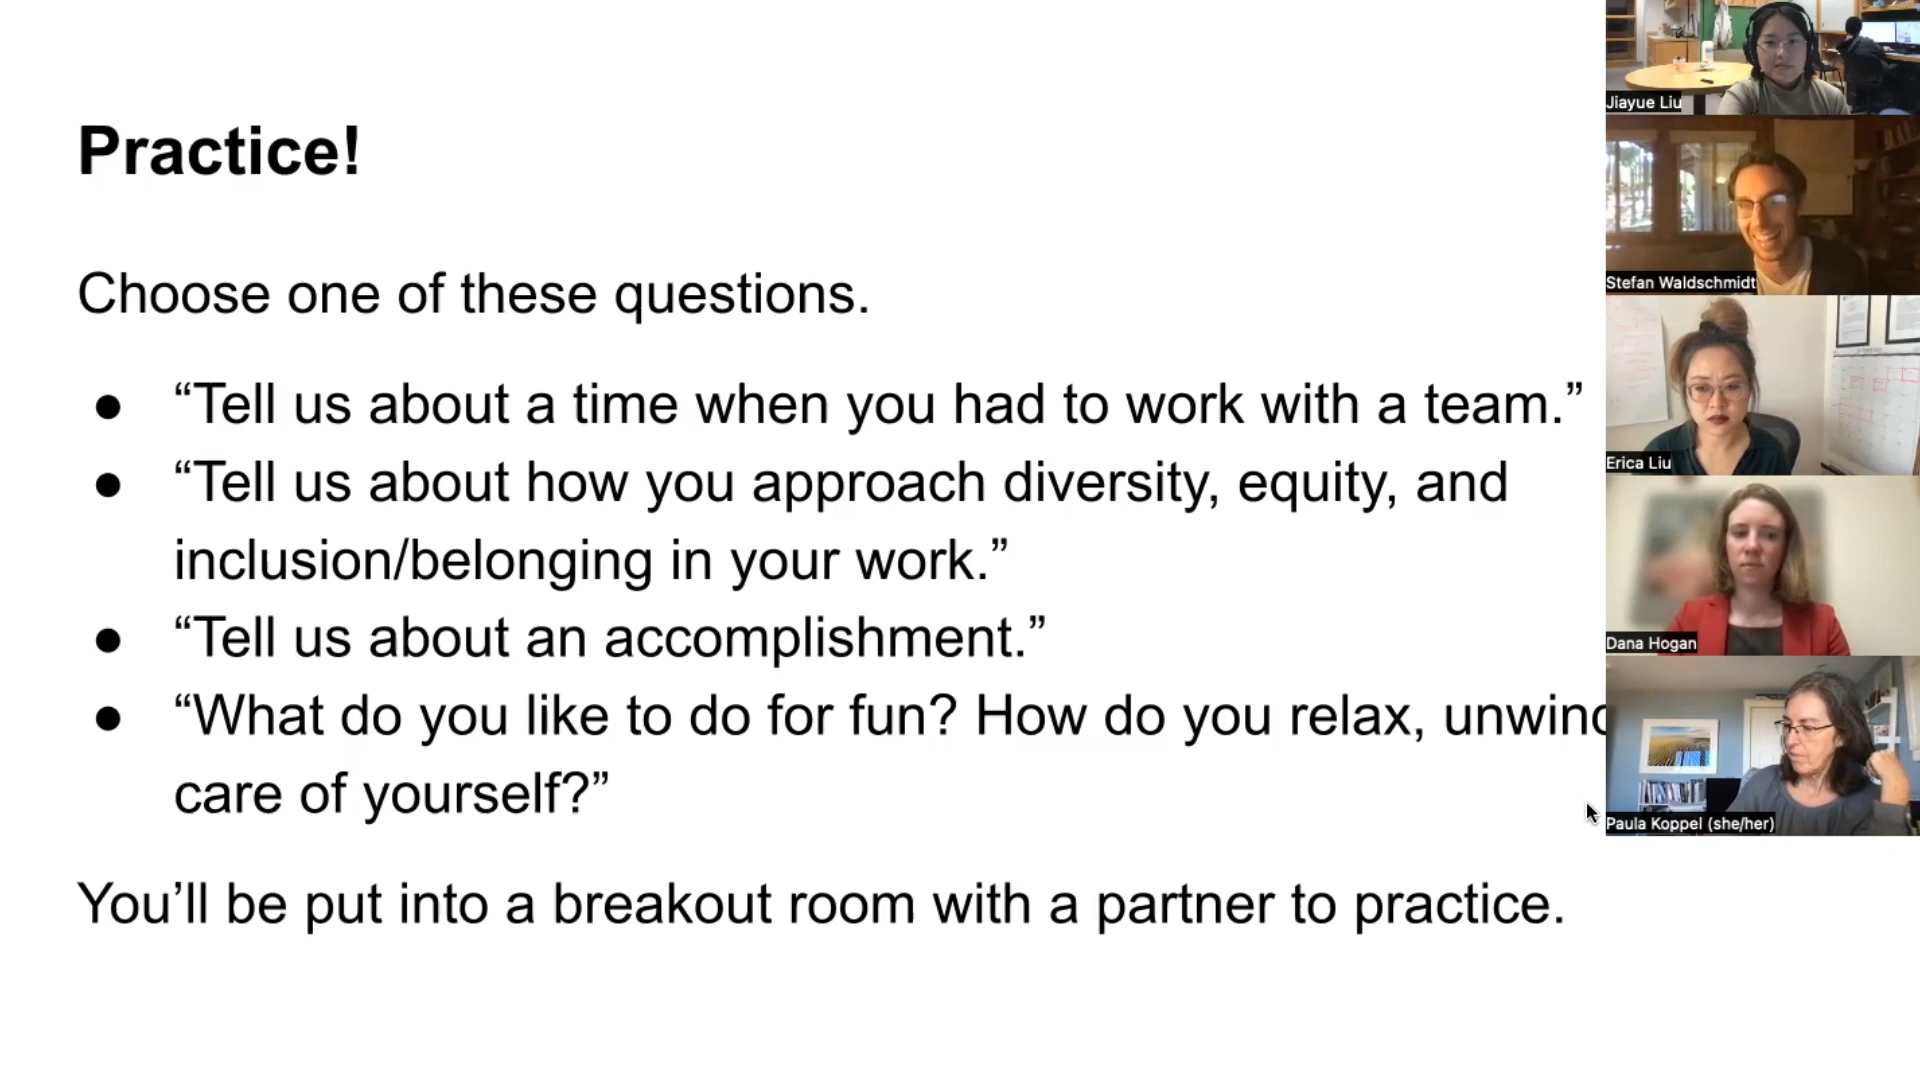 Practice!
Choose one of these questions.
● “Tell us about a time when you had to work with a team.”
● “Tell us about how you approach diversity, equity, and
inclusion/belonging in your work.”
● “Tell us about an accomplishment.”
● “What do you like to do for fun? How do you relax,
care of yourself?”
You’ll be put into a breakout room with a partner to practice.
Jiayue Liu
Stefan Waldschmidt
Erica Liu
Dana Hogan
Paula Koppel (she/her)